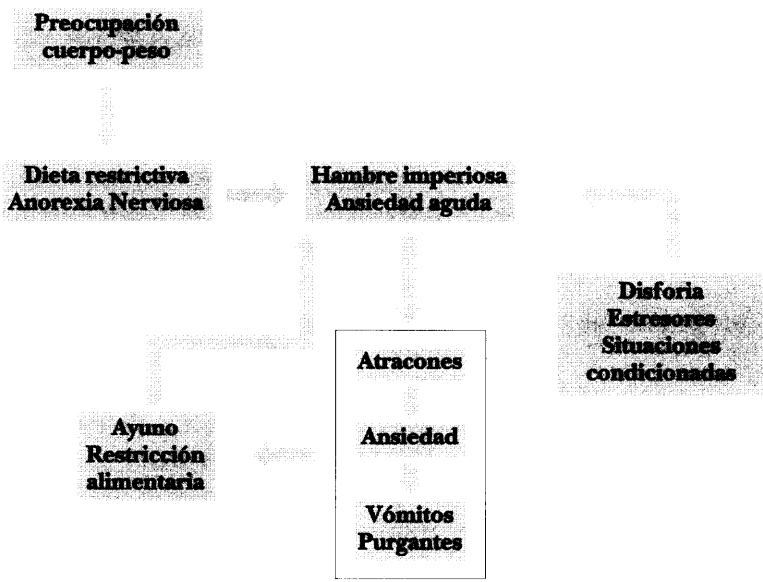 Preocupación
cuerpo-peso
Dieta restrictiva
Anorexia Nerviosa
Hambre imperiosa
Ansiedad aguda
Disforia
Estresores
Situaciones
condicionadas
Atracones
Ansiedad
Vómitos
Purgantes
Ayuno
Restricción
alimentaria